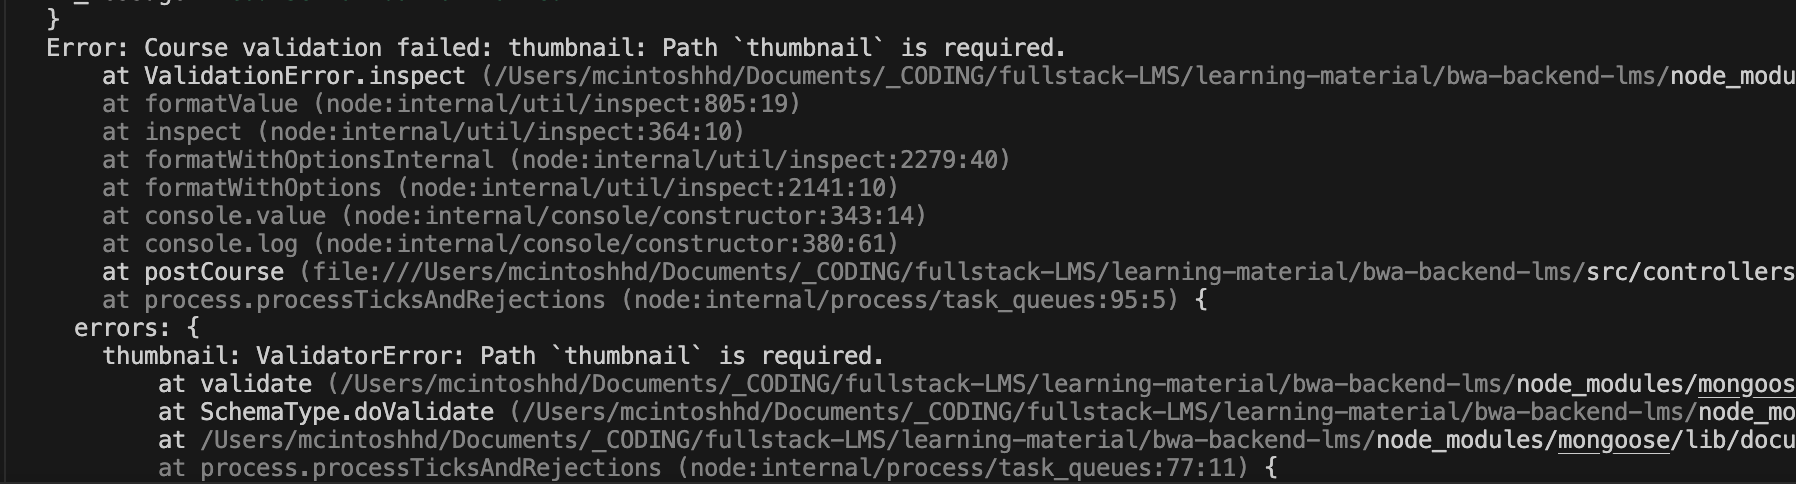 }
Error: Course validation failed: thumbnail: Path `thumbnail` is required.
at ValidationError.inspect (/Users/mcintoshhd/Documents/_CODING/fullstack-LMS/learning-material/bwa-backend-lms/node_modu
at formatValue (node:internal/util/inspect:805:19)
at inspect (node:internal/util/inspect:364:10)
at formatWithOptionsInternal (node:internal/util/inspect:2279:40)
at formatWithOptions (node:internal/util/inspect:2141:10)
at console.value (node:internal/console/constructor:343:14)
at console.log (node:internal/console/constructor:380:61)
at postCourse (file:///Users/mcintoshhd/Documents/_CODING/fullstack-LMS/learning-material/bwa-backend-lms/src/controllers
at process.processTicksAndRejections (node:internal/process/task_queues:95:5) {
errors: {
thumbnail: ValidatorError: Path `thumbnail` is required.
at validate (/Users/mcintoshhd/Documents/_CODING/fullstack-LMS/learning-material/bwa-backend-lms/node_modules/mongoos
at SchemaType.doValidate (/Users/mcintoshhd/Documents/_CODING/fullstack-LMS/learning-material/bwa-backend-lms/node_mo
at /Users/mcintoshhd/Documents/_CODING/fullstack-LMS/learning-material/bwa-backend-lms/node_modules/mongoose/lib/docu
at process.processTicksAndRejections (node:internal/process/task_queues:77:11) {